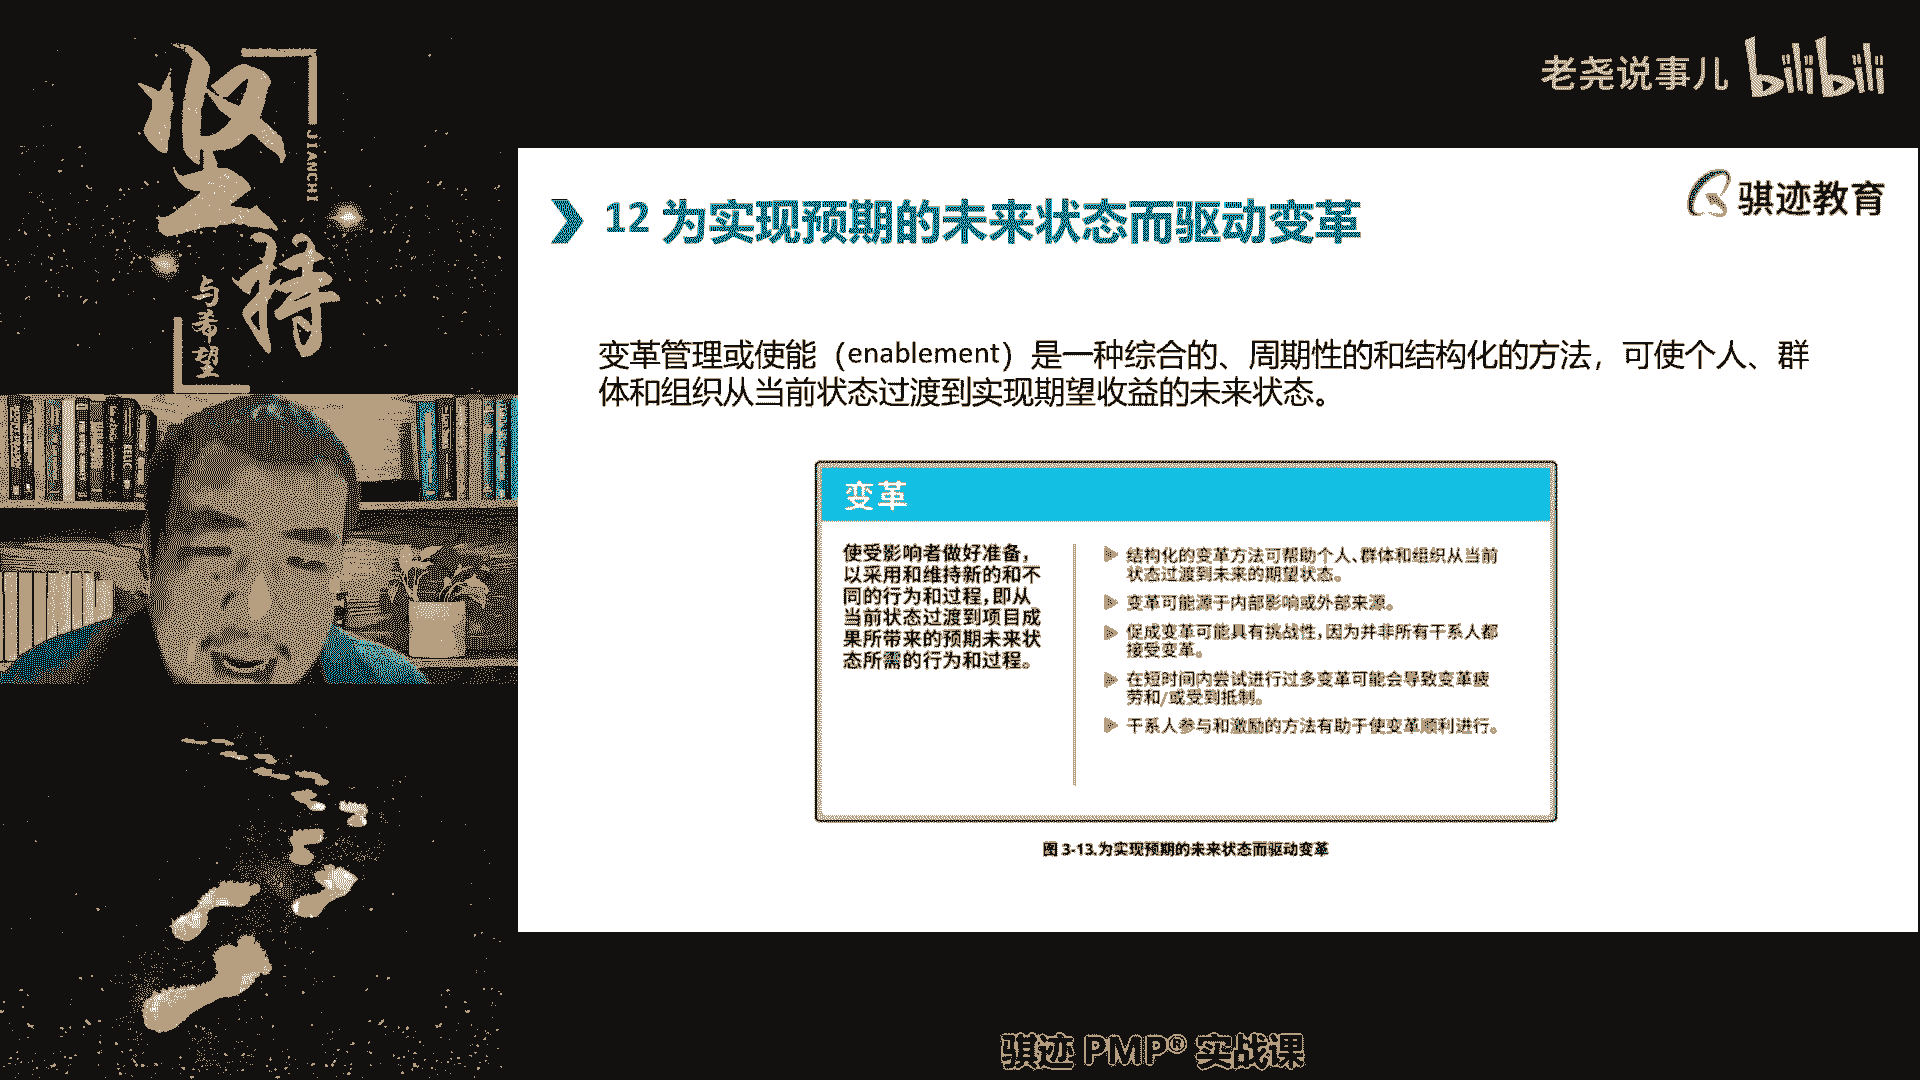 坚持
JIANCHI
与希望
老尧说事儿 bilibili
骐迹教育
12 为实现预期的未来状态而驱动变革
变革管理或使能（enablement）是一种综合的、周期性的和结构化的方法，可使个人、群
体和组织从当前状态过渡到实现期望收益的未来状态。
变革
使受影响者做好准备，
以采用和维持新的和不
同的行为和过程，即从
当前状态过渡到项目成
果所带来的预期未来状
态所需的行为和过程。
结构化的变革方法可帮助个人、群体和组织从当前
状态过渡到未来的期望状态。
变革可能源于内部影响或外部来源。
促成变革可能具有挑战性，因为并非所有干系人都
接受变革。
在短时间内尝试进行过多变革可能会导致变革疲
劳和/或受到抵制。
干系人参与和激励的方法有助于使变革顺利进行。
图 3-13.为实现预期的未来状态而驱动变革
骐迹 PMP® 实战课